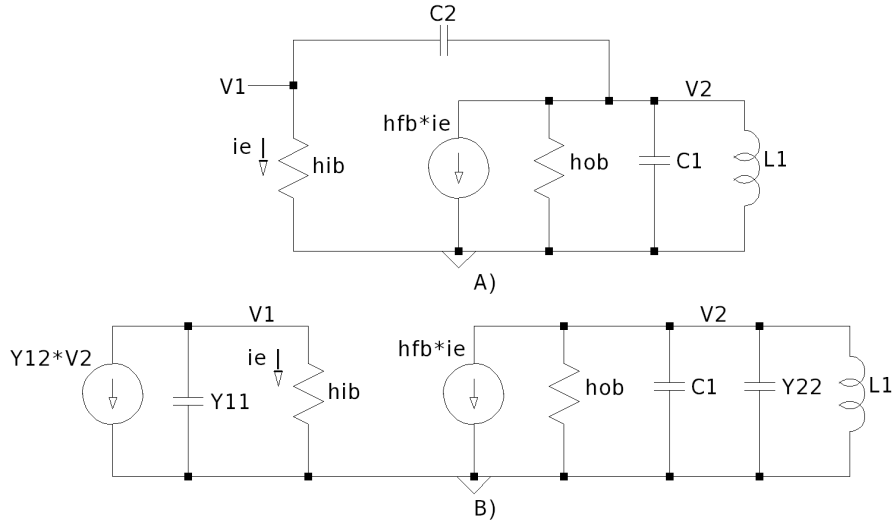 C2
V1
V2
hfb*ie
ie
hib
hob
C1
L1
A)
V1
V2
Y12*V2
ie
hfb*ie
Y11
hib
hob
C1
Y22
L1
B)